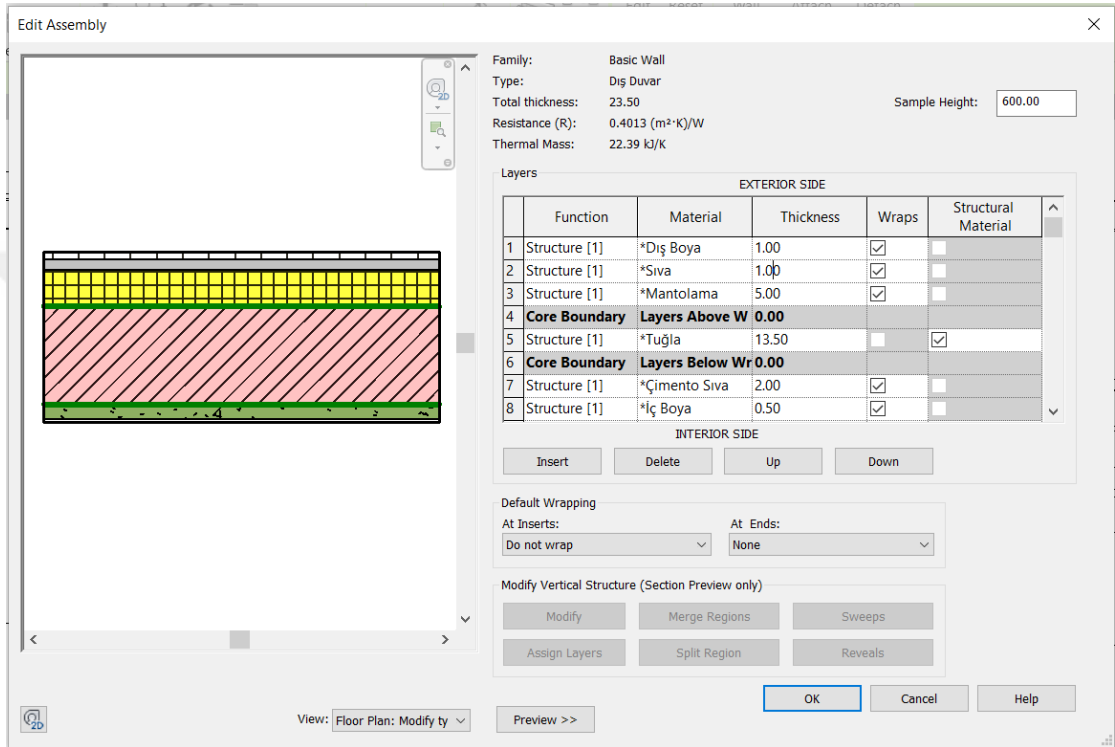 Edit Assembly
Family: Basic Wall
Type: Dış Duvar
Total thickness: 23.50
Sample Height: 600.00
Resistance (R): 0.4013 (m²·K)/W
Thermal Mass: 22.39 kJ/K
Layers
EXTERIOR SIDE
Function Material Thickness Wraps Structural Material
1 Structure [1] *Dış Boya 1.00
2 Structure [1] *Sıva 1.00
3 Structure [1] *Mantolama 5.00
4 Core Boundary Layers Above W 0.00
5 Structure [1] *Tuğla 13.50
6 Core Boundary Layers Below Wr 0.00
7 Structure [1] *Çimento Sıva 2.00
8 Structure [1] *İç Boya 0.50
INTERIOR SIDE
Insert Delete Up Down
Default Wrapping
At Inserts: At Ends:
Do not wrap None
Modify Vertical Structure (Section Preview only)
Modify Merge Regions Sweeps
Assign Layers Split Region Reveals
OK Cancel Help
View: Floor Plan: Modify ty Preview >>
2D
2D